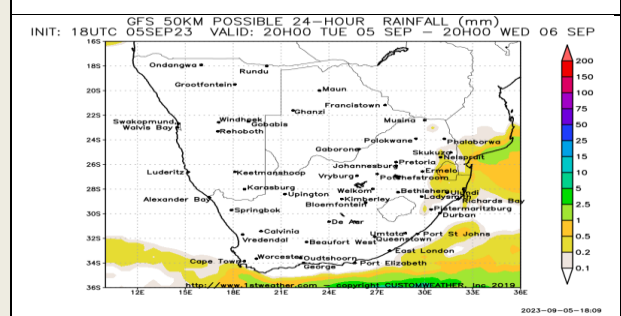 GFS 50KM POSSIBLE 24-HOUR RAINFALL (mm)
INIT: 18UTC 05SEP23 VALID: 20H00 TUE 05 SEP - 20H00 WED 06 SEP
16S
200
Ondangwa
Rundu
18S
150
Grootfontein
Maun
100
20S
Francistown
Ghanzi
75
22S
Swakopmund
Windhoek
Gobabis
Musina
Walvis Bay
Rehoboth
50
24S
Polokwane
Phalaborwa
25
Gaborone
Skukuza
Nelspruit
15
26S
Johannesburg
Pretoria
Luderitz
Keetmanshoop
Vryburg
Potchefstroom
Ermelo
10
28S
Karasburg
Welkom
Bethlehem
Ulundi
5
Alexander Bay
Upington
Kimberley
Ladysmith
Richards Bay
Bloemfontein
2.5
30S
Springbok
Pietermaritzburg
Durban
De Aar
1
Calvinia
Umtata
Port St Johns
32S
Vredendal
Beaufort West
Queenstown
0.5
East London
0.2
34S
Cape Town
Worcester
Oudtshoorn
George
Port Elizabeth
0.1
36S
http://www.1stweather.com - copyright CUSTOMWEATHER, Inc. 2019
12E 15E 18E 21E 24E 27E 30E 33E 36E
2023-09-05-18:09